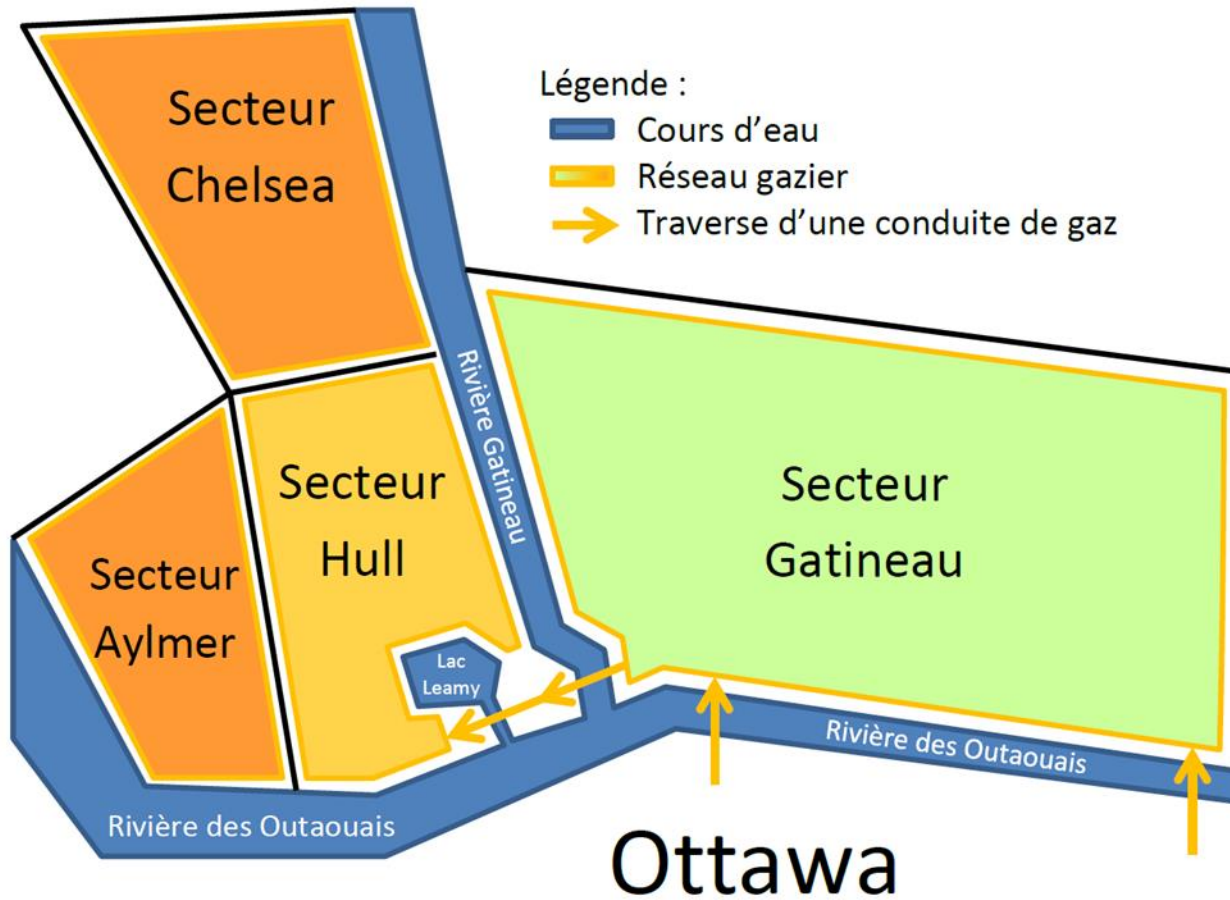 Secteur
Chelsea
Légende :
Cours d'eau
Réseau gazier
Traverse d'une conduite de gaz
Rivière Gatineau
Secteur
Hull
Secteur
Gatineau
Secteur
Aylmer
Lac
Leamy
Rivière des Outaouais
Rivière des Outaouais
Ottawa